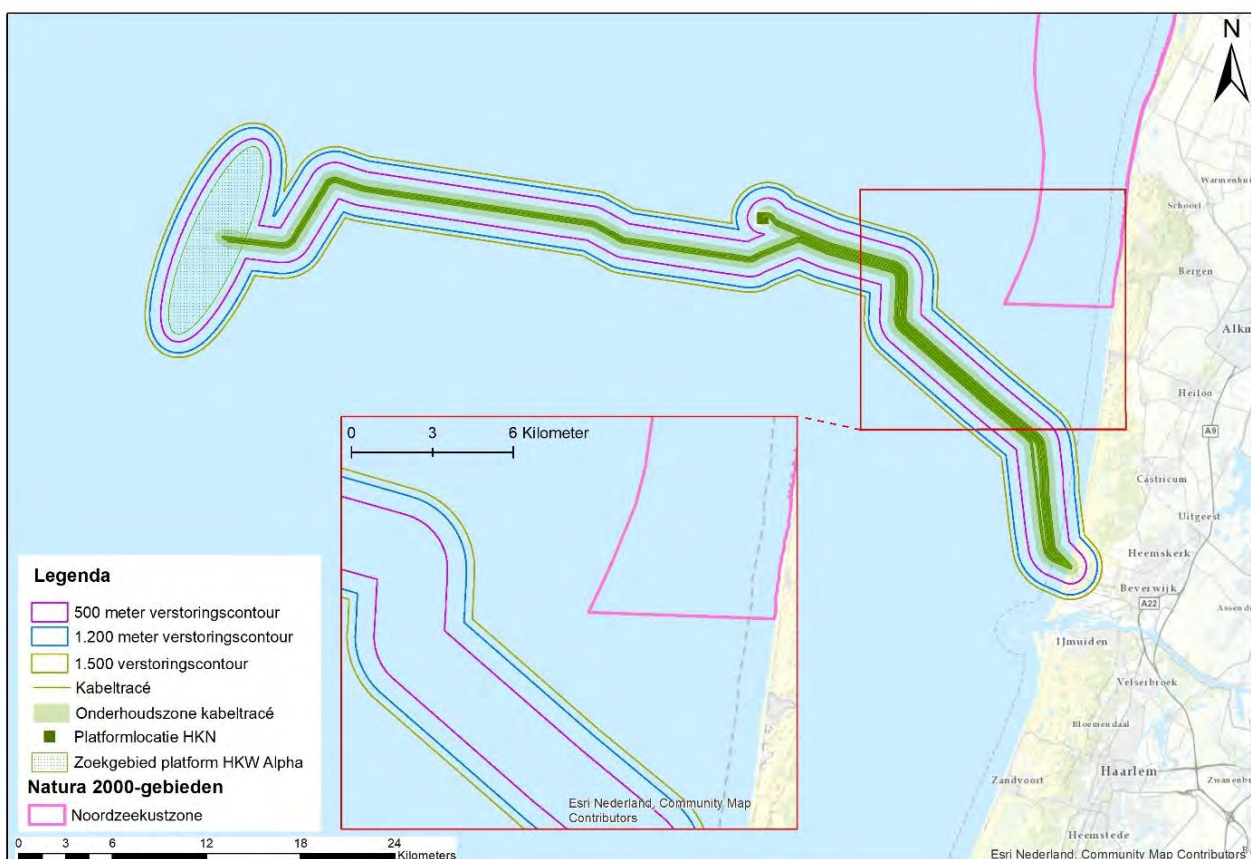 N
Warmenhui
Schoorl
Bergen
Alkm
Heiloo
A9
Castricum
Uitgeest
Heemskerk
Beverwijk
A22
Assend
IJmuiden
Velserbroek
Bloemendaal
Haarlem
Zandvoort
Zwanenbu
Heemstede
0 3 6 Kilometer
Esri Nederland, Community Map
Contributors
Legenda
500 meter verstoringscontour
1.200 meter verstoringscontour
1.500 verstoringscontour
Kabeltracé
Onderhoudszone kabeltracé
Platformlocatie HKN
Zoekgebied platform HKW Alpha
Natura 2000-gebieden
Noordzeekustzone
0 3 6 12 18 24
Kilometers
Esri Nederland, Community Map Contributors